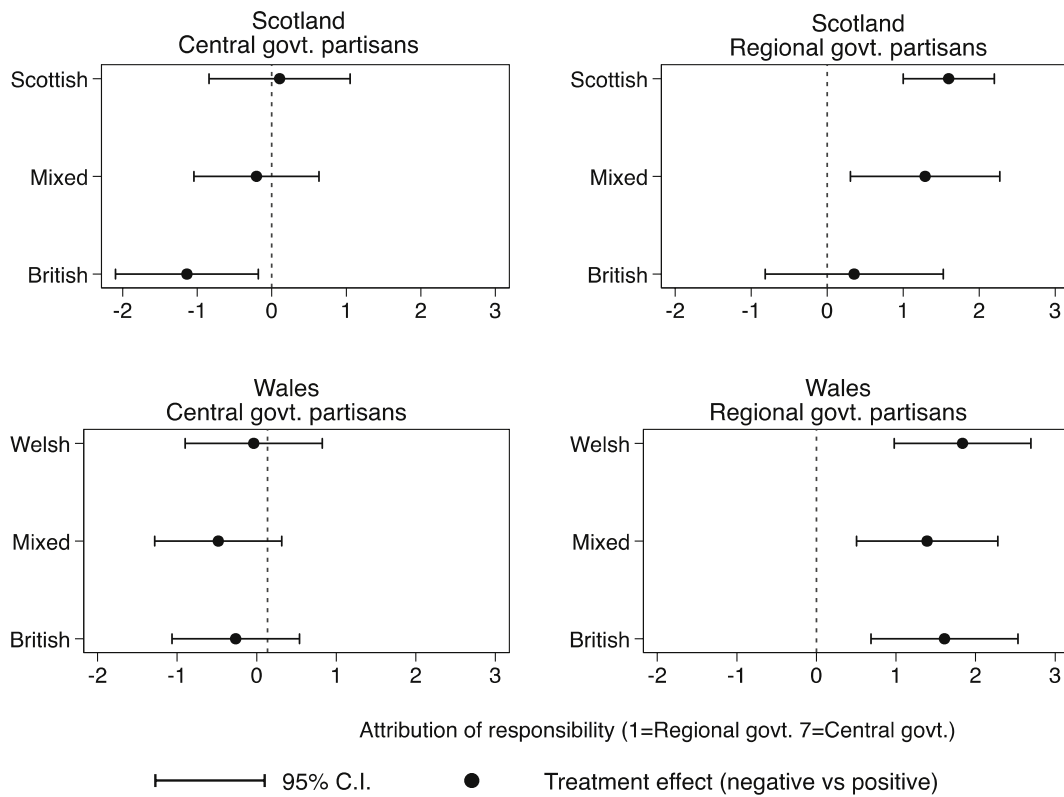 Scotland
Central govt. partisans
Scottish
Mixed
British
-2 -1 0 1 2 3
Scotland
Regional govt. partisans
Scottish
Mixed
British
-2 -1 0 1 2 3
Wales
Central govt. partisans
Welsh
Mixed
British
-2 -1 0 1 2 3
Wales
Regional govt. partisans
Welsh
Mixed
British
-2 -1 0 1 2 3
Attribution of responsibility (1=Regional govt. 7=Central govt.)
95% C.I. Treatment effect (negative vs positive)